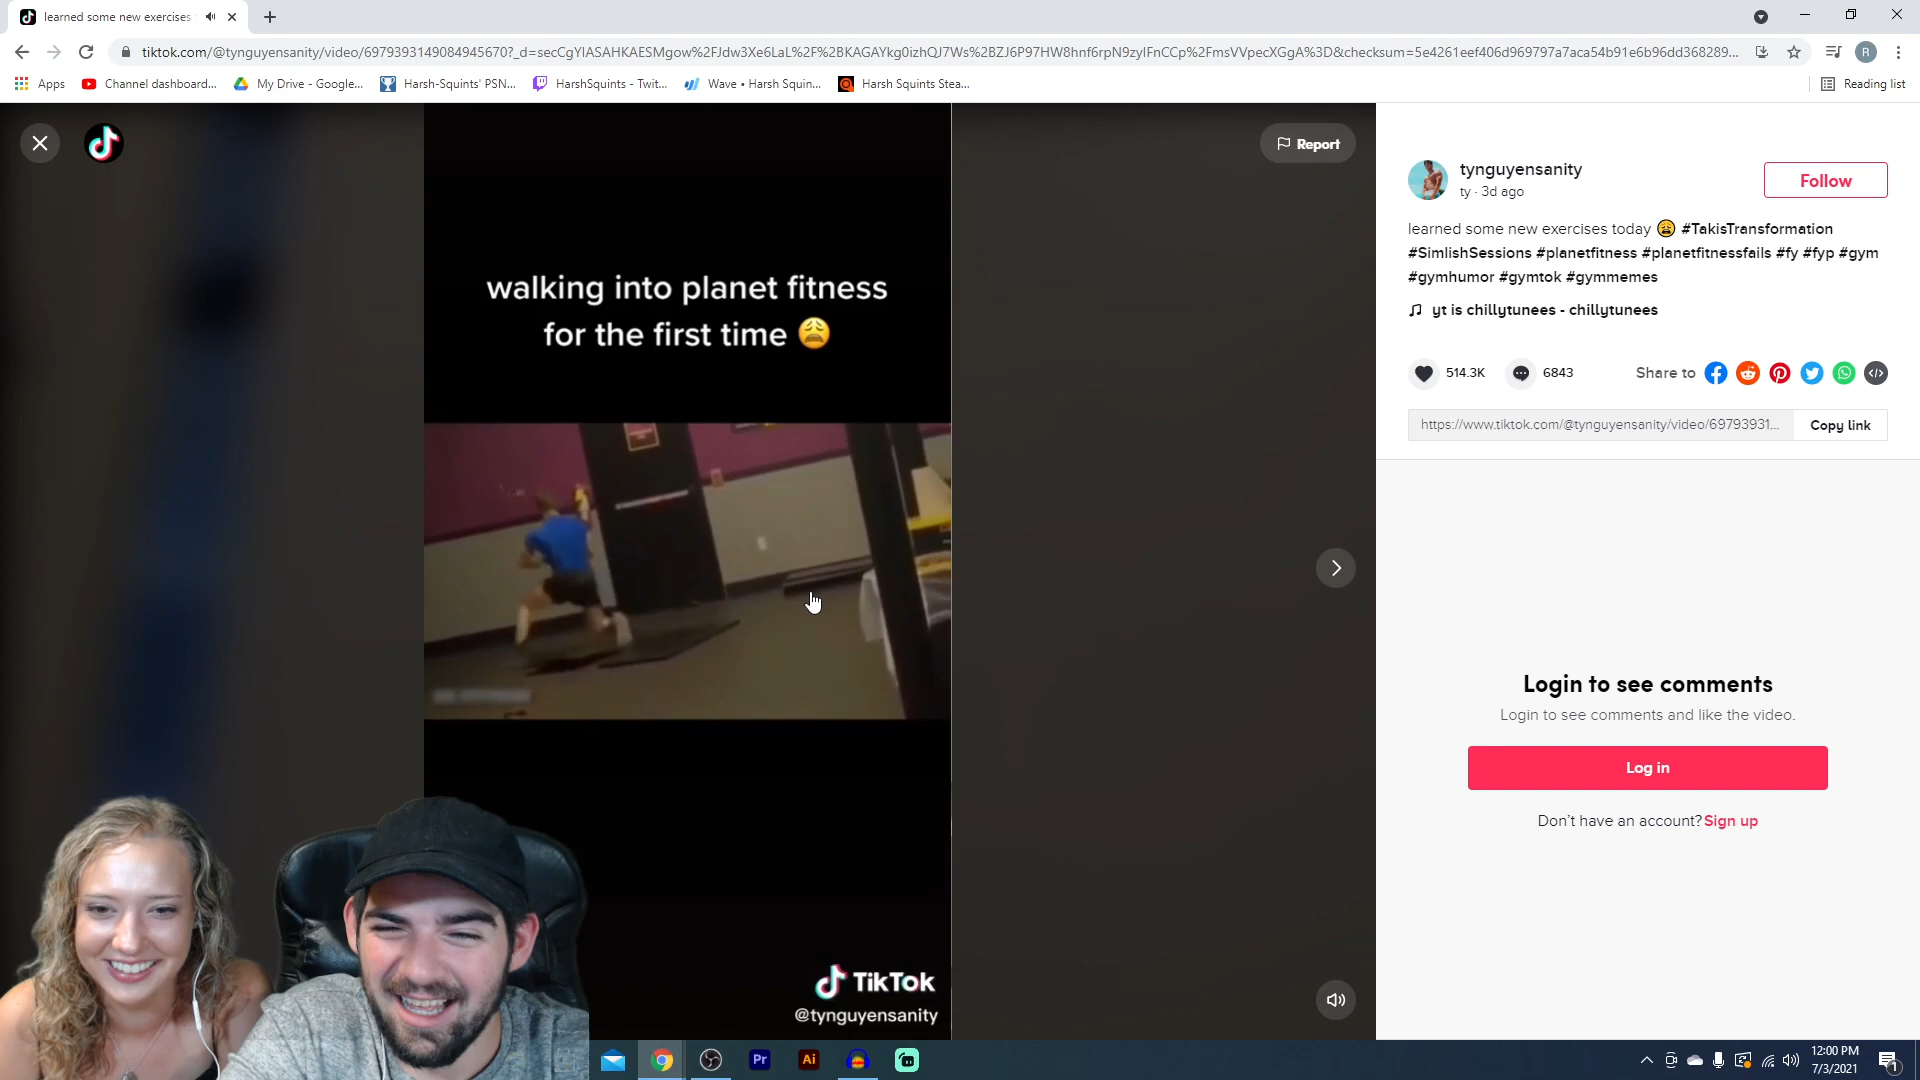 learned some new exercises
tiktok.com/@tynguyensanity/video/6979393149084945670?_d=secCgYIASAHKAESMgow%2FJdw3Xe6LaL%2F%2BKAGAYkg0izhQJ7Ws%2BZJ6P97HW8hnf6rpN9zylFnCCp%2FmsVVpecXGgA%3D&checksum=5e4261eef406d969797a7aca54b91e6b96dd368289...
Apps
Channel dashboard...
My Drive - Google...
Harsh-Squints' PSN...
HarshSquints - Twit...
Wave • Harsh Squin...
Harsh Squints Stea...
Reading list
Report
walking into planet fitness
for the first time 😩
TikTok
@tynguyensanity
tynguyensanity
ty · 3d ago
Follow
learned some new exercises today 😩 #TakisTransformation
#SimlishSessions #planetfitness #planetfitnessfails #fy #fyp #gym
#gymhumor #gymtok #gymmemes
yt is chillytunees - chillytunees
514.3K
6843
Share to
https://www.tiktok.com/@tynguyensanity/video/69793931...
Copy link
Login to see comments
Login to see comments and like the video.
Log in
Don't have an account? Sign up
Pr
Ai
12:00 PM
7/3/2021